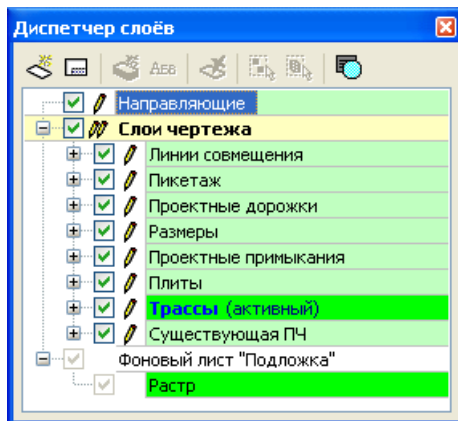 Диспетчер слоёв
АБВ
Направляющие
Слои чертежа
Линии совмещения
Пикетаж
Проектные дорожки
Размеры
Проектные примыкания
Плиты
Трассы (активный)
Существующая ПЧ
Фоновый лист "Подложка"
Растр